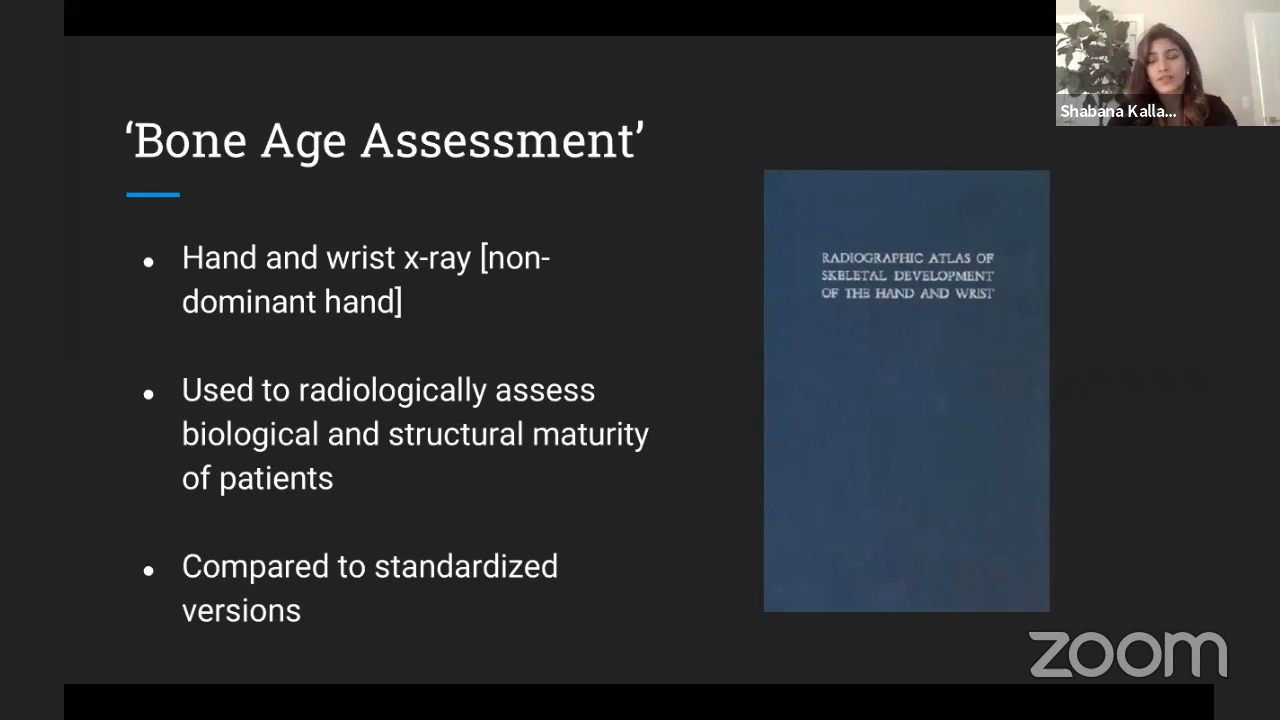 ‘Bone Age Assessment’
● Hand and wrist x-ray [non-
dominant hand]
● Used to radiologically assess
biological and structural maturity
of patients
● Compared to standardized
versions
RADIOGRAPHIC ATLAS OF
SKELETAL DEVELOPMENT
OF THE HAND AND WRIST
Shabana Kalla...
zoom